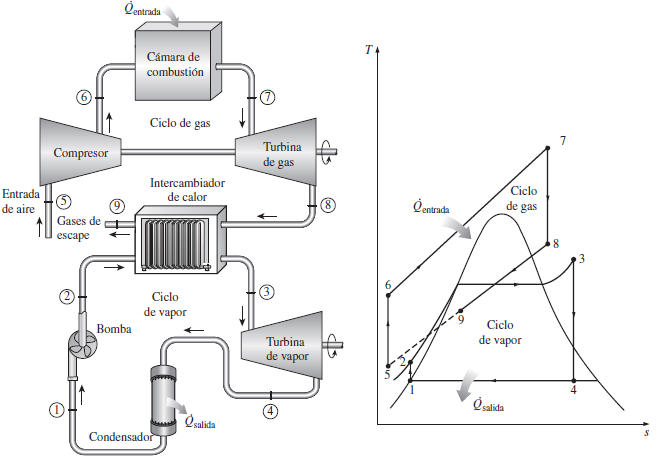 Q̇entrada
Cámara de
combustión
6
7
Ciclo de gas
Compresor
Turbina
de gas
Entrada
de aire
5
Gases de
escape
9
Intercambiador
de calor
8
2
3
Ciclo
de vapor
Bomba
Turbina
de vapor
1
4
Q̇salida
Condensador
T
7
Q̇entrada
Ciclo
de gas
8
3
6
9
Ciclo
de vapor
5
2
1
4
Q̇salida
s